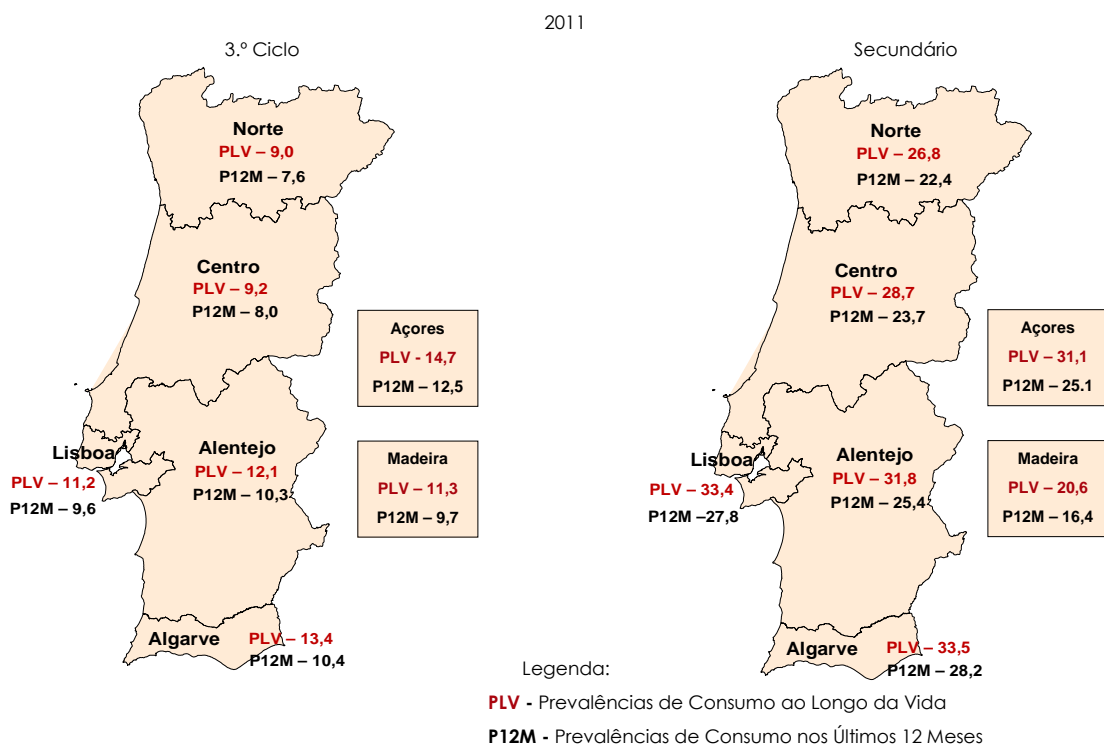 2011
3.º Ciclo
Norte
PLV – 9,0
P12M – 7,6
Centro
PLV – 9,2
P12M – 8,0
Açores
PLV - 14,7
P12M – 12,5
Lisboa
PLV – 11,2
P12M – 9,6
Alentejo
PLV – 12,1
P12M – 10,3
Madeira
PLV – 11,3
P12M – 9,7
Algarve
PLV – 13,4
P12M – 10,4
Secundário
Norte
PLV – 26,8
P12M – 22,4
Centro
PLV – 28,7
P12M – 23,7
Açores
PLV – 31,1
P12M – 25.1
Lisboa
PLV – 33,4
P12M –27,8
Alentejo
PLV – 31,8
P12M – 25,4
Madeira
PLV – 20,6
P12M – 16,4
Algarve
PLV – 33,5
P12M – 28,2
Legenda:
PLV - Prevalências de Consumo ao Longo da Vida
P12M - Prevalências de Consumo nos Últimos 12 Meses